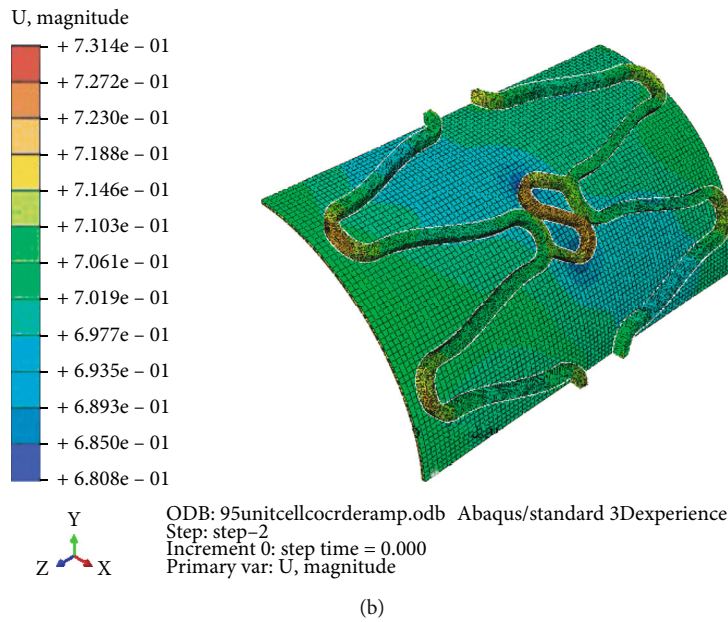 U, magnitude
+ 7.314e – 01
+ 7.272e – 01
+ 7.230e – 01
+ 7.188e – 01
+ 7.146e – 01
+ 7.103e – 01
+ 7.061e – 01
+ 7.019e – 01
+ 6.977e – 01
+ 6.935e – 01
+ 6.893e – 01
+ 6.850e – 01
+ 6.808e – 01
Y
Z X
ODB: 95unitcellcocrderamp.odb Abaqus/standard 3Dexperience
Step: step–2
Increment 0: step time = 0.000
Primary var: U, magnitude
(b)